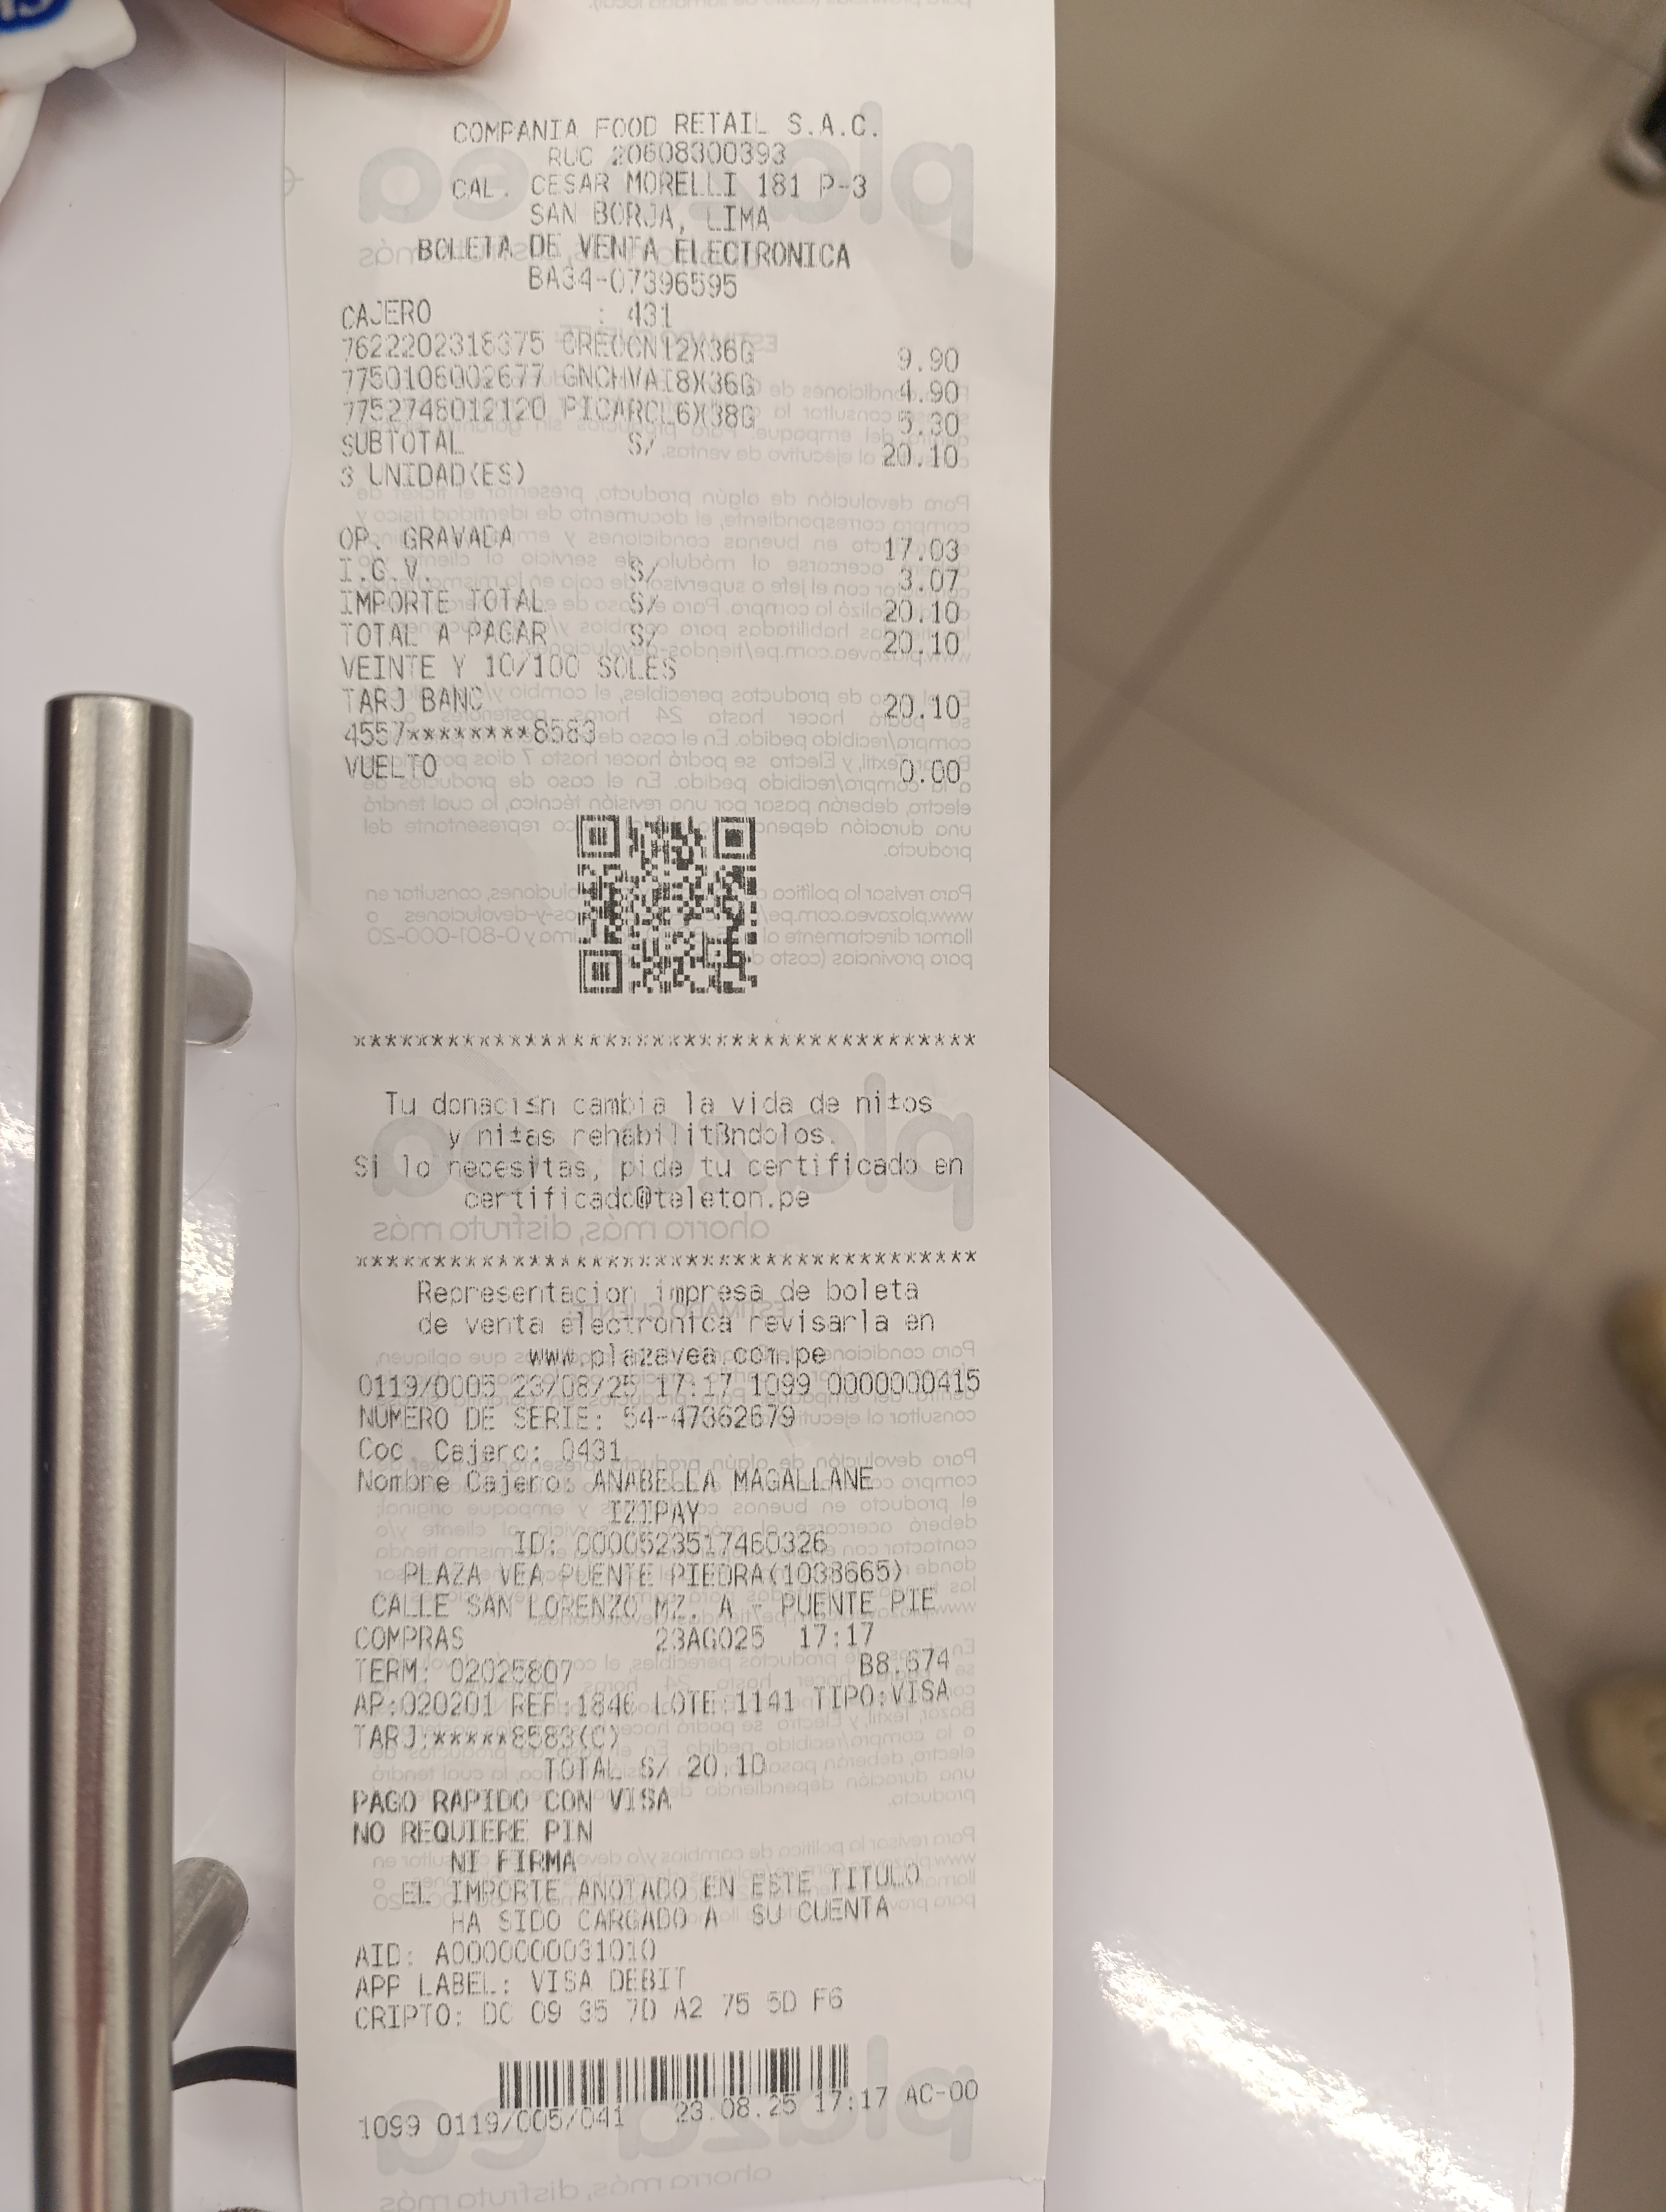 COMPANIA FOOD RETAIL S.A.C.
RUC 20608300393
CAL. CESAR MORELLI 181 P-3
SAN BORJA, LIMA
BOLETA DE VENTA ELECTRONICA
BA34-07396595
CAJERO : 431
7622202318375 OREOCN12X36G 9.90
7750106002677 GNCHVAI8X36G 4.90
7752748012120 PICARCL6X38G 5.30
SUBTOTAL S/ 20.10
3 UNIDAD(ES)
OP. GRAVADA 17.03
I.G.V. S/ 3.07
IMPORTE TOTAL S/ 20.10
TOTAL A PAGAR S/ 20.10
VEINTE Y 10/100 SOLES
TARJ BANC 20.10
4557********8583
VUELTO 0.00
****************************************
Tu donaci≤n cambia la vida de ni±os
y ni±as rehabilitßndolos.
Si lo necesitas, pide tu certificado en
certificado@teleton.pe
****************************************
Representacion impresa de boleta
de venta electronica revisarla en
www.plazavea.com.pe
0119/0005 23/08/25 17:17 1099 0000000415
NUMERO DE SERIE: 54-47362679
Cod. Cajero: 0431
Nombre Cajero: ANABELLA MAGALLANE
IZIPAY
ID: 0000523517460326
PLAZA VEA PUENTE PIEDRA(1038665)
CALLE SAN LORENZO MZ. A - PUENTE PIE
COMPRAS 23AGO25 17:17
TERM: 02025807 B8.674
AP:020201 REF:1846 LOTE:1141 TIPO:VISA
TARJ:*****8583(C)
TOTAL S/ 20.10
PAGO RAPIDO CON VISA
NO REQUIERE PIN
NI FIRMA
EL IMPORTE ANOTADO EN ESTE TITULO
HA SIDO CARGADO A SU CUENTA
AID: A0000000031010
APP LABEL: VISA DEBIT
CRIPTO: DC 09 35 7D A2 75 5D F6
1099 0119/005/041 23.08.25 17:17 AC-00